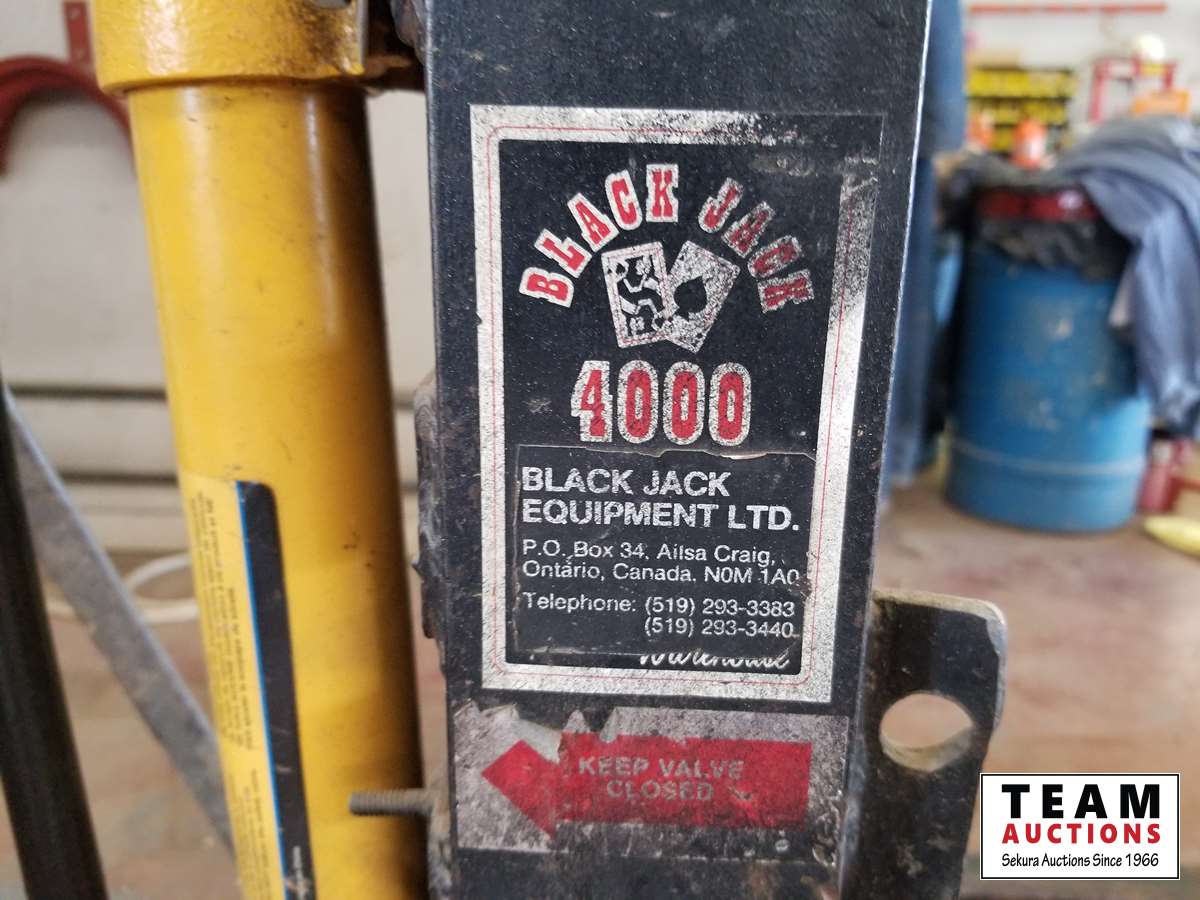 BLACK JACK
4000
BLACK JACK
EQUIPMENT LTD.
P.O. Box 34, Ailsa Craig,
Ontario, Canada. N0M 1A0
Telephone: (519) 293-3383
(519) 293-3440
Warehouse
KEEP VALVE
CLOSED
TEAM
AUCTIONS
Sekura Auctions Since 1966